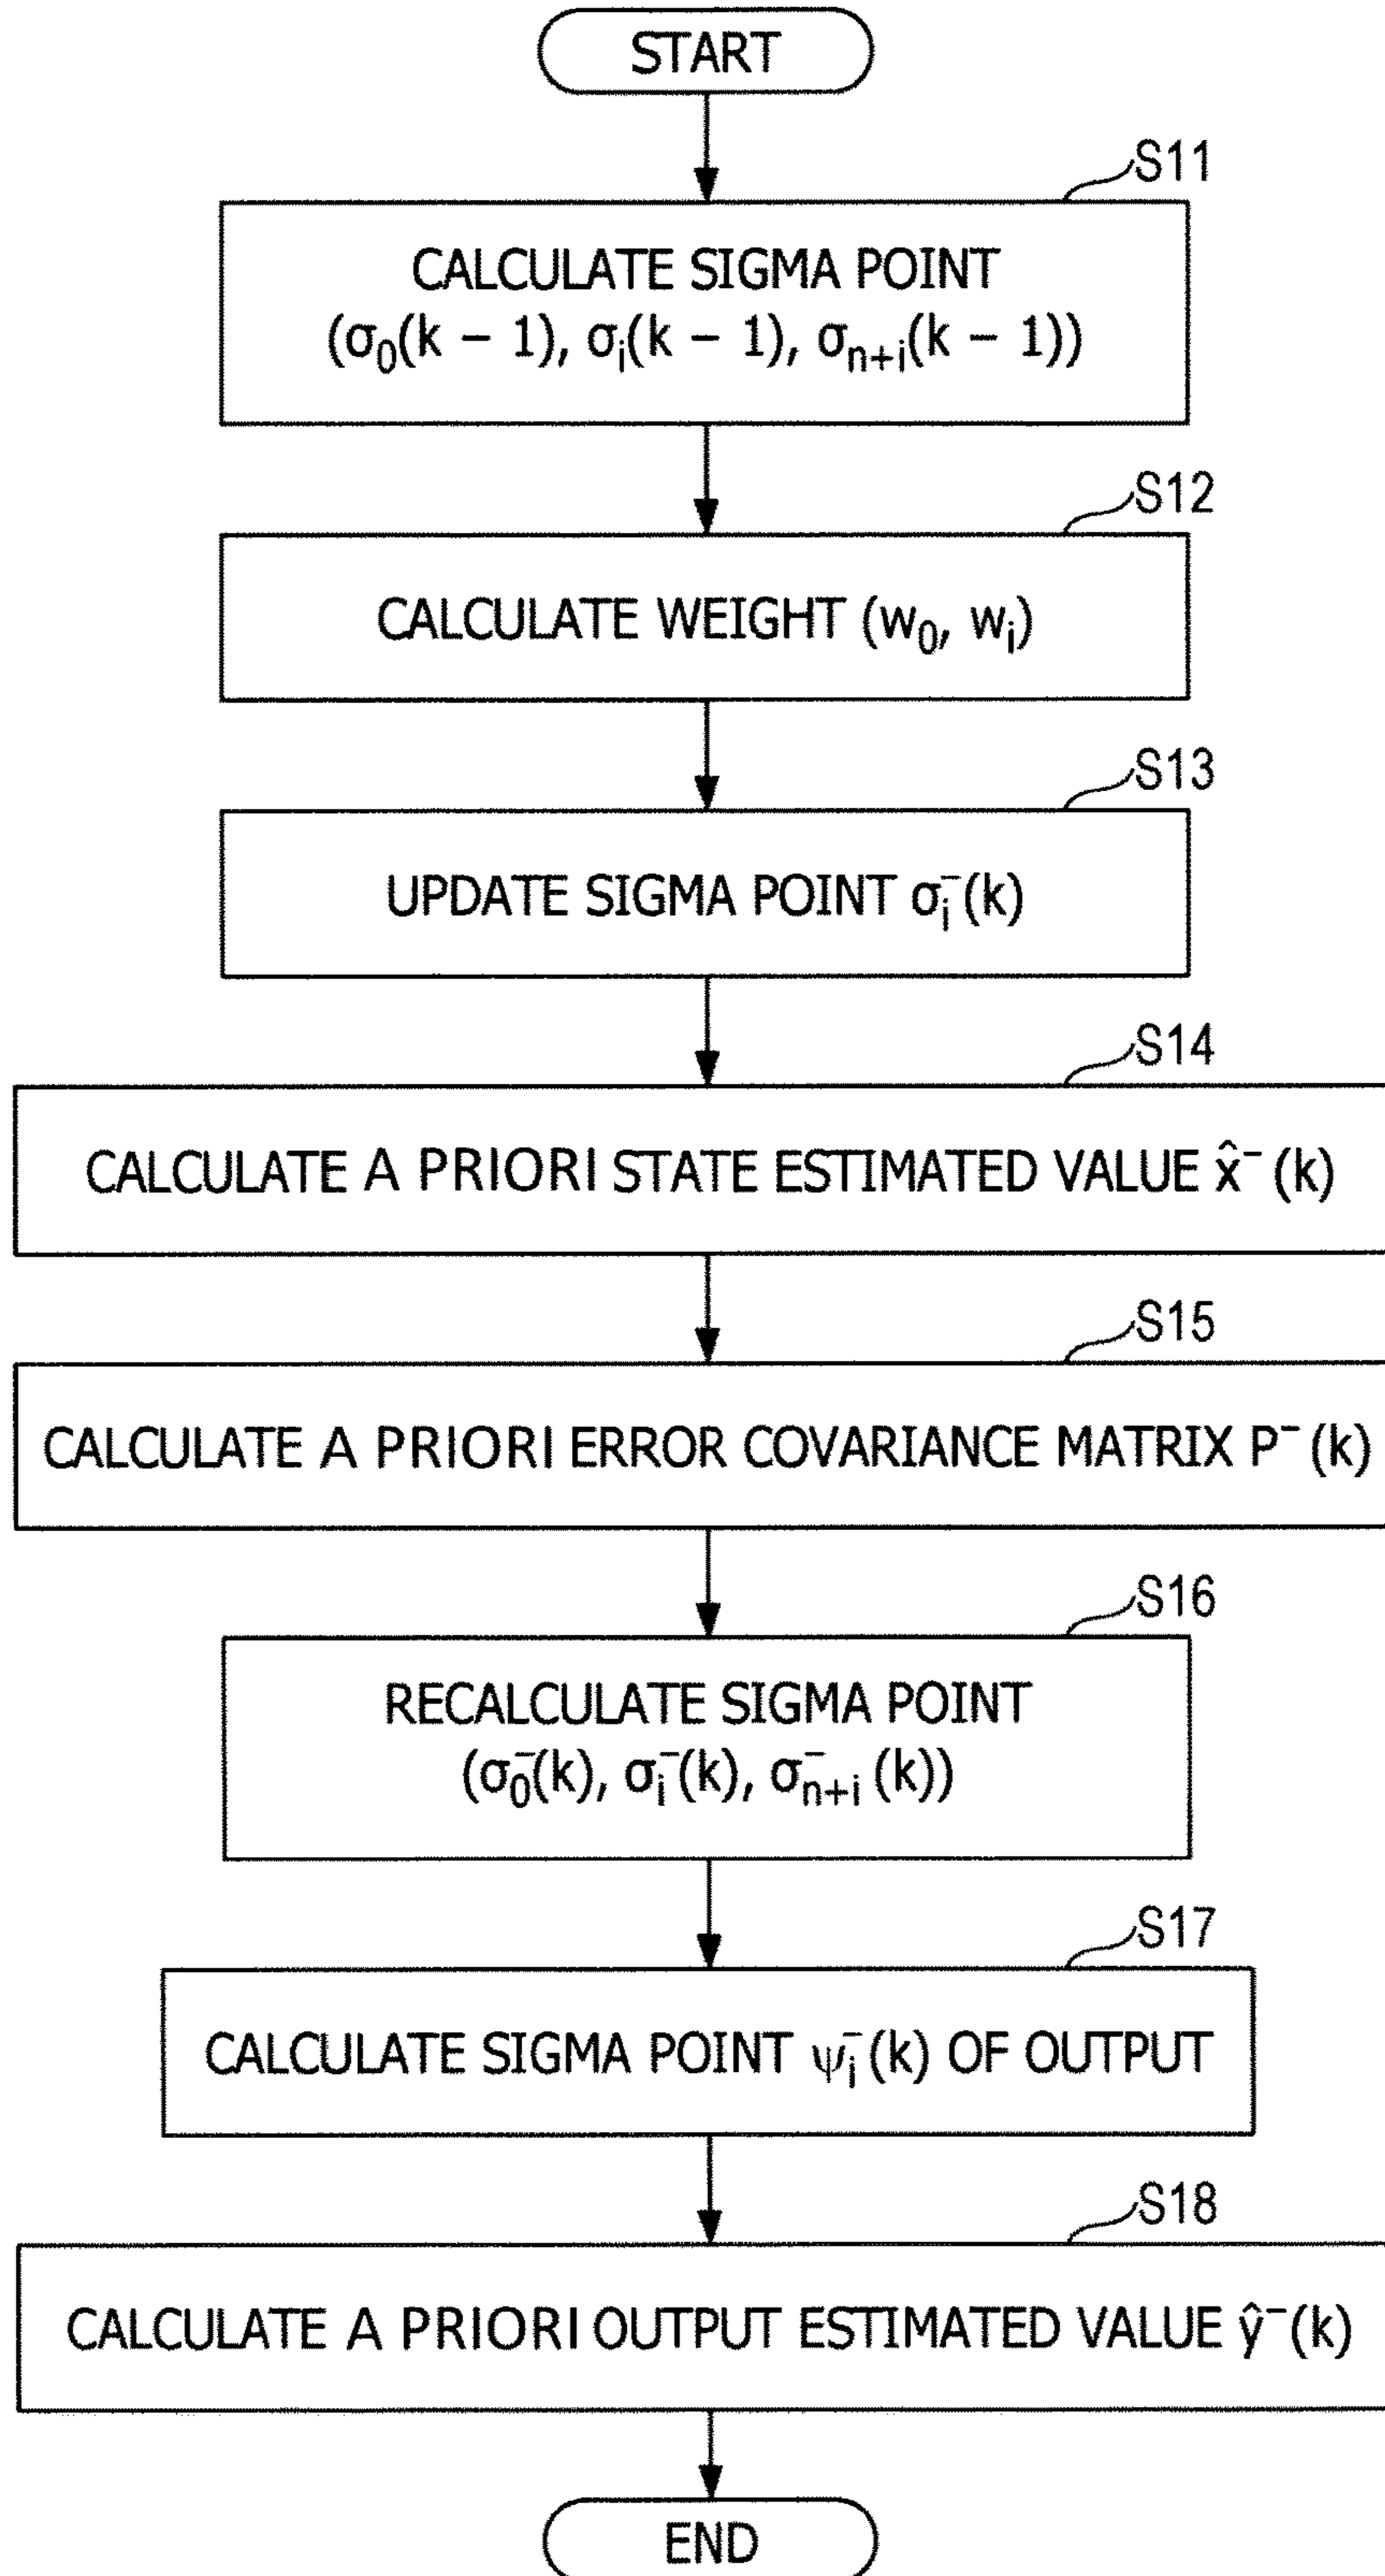 START
S11
CALCULATE SIGMA POINT
(σ₀(k − 1), σᵢ(k − 1), σₙ₊ᵢ(k − 1))
S12
CALCULATE WEIGHT (w₀, wᵢ)
S13
UPDATE SIGMA POINT σᵢ⁻(k)
S14
CALCULATE A PRIORI STATE ESTIMATED VALUE x̂⁻(k)
S15
CALCULATE A PRIORI ERROR COVARIANCE MATRIX P⁻(k)
S16
RECALCULATE SIGMA POINT
(σ₀⁻(k), σᵢ⁻(k), σₙ₊ᵢ⁻(k))
S17
CALCULATE SIGMA POINT ψᵢ⁻(k) OF OUTPUT
S18
CALCULATE A PRIORI OUTPUT ESTIMATED VALUE ŷ⁻(k)
END